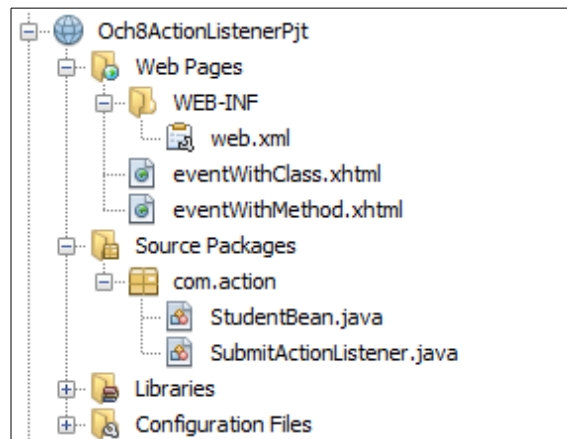 Och8ActionListenerPjt
Web Pages
WEB-INF
web.xml
eventWithClass.xhtml
eventWithMethod.xhtml
Source Packages
com.action
StudentBean.java
SubmitActionListener.java
Libraries
Configuration Files